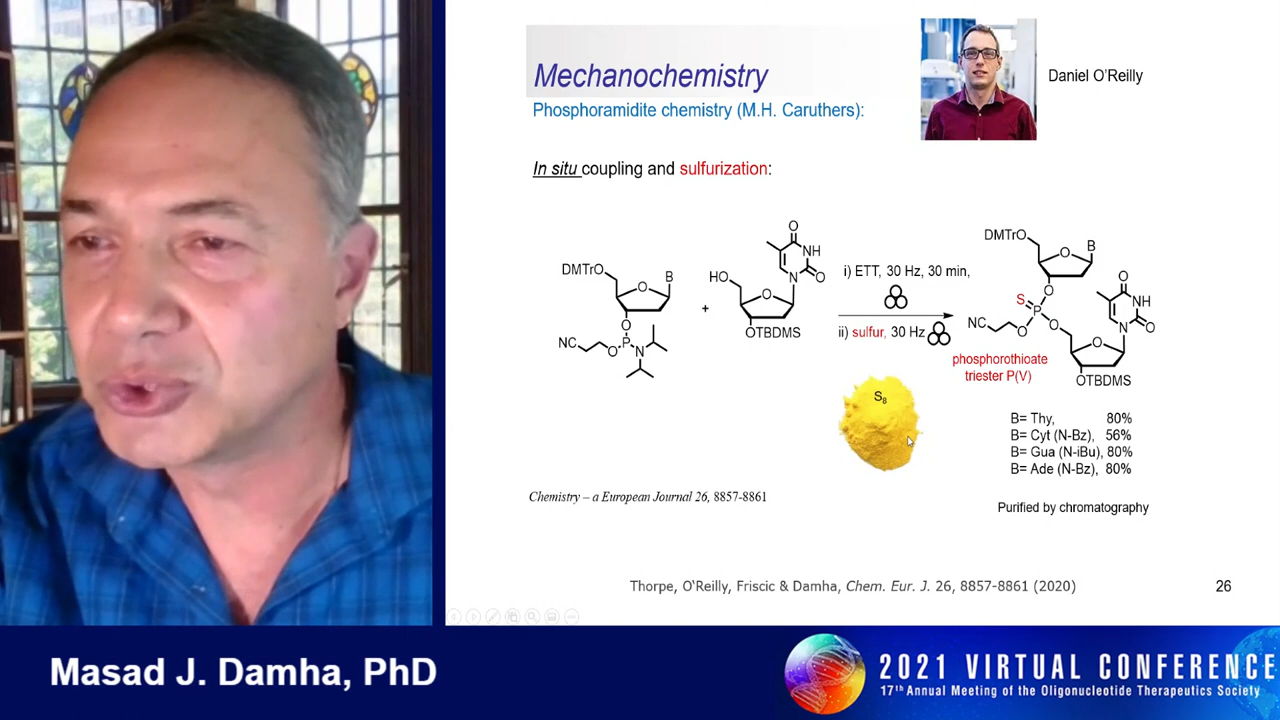 Mechanochemistry
Daniel O'Reilly
Phosphoramidite chemistry (M.H. Caruthers):
In situ coupling and sulfurization:
DMTrO
B
O
O
NC
O
P
N
+
HO
O
NH
N
O
O
OTBDMS
i) ETT, 30 Hz, 30 min,
ii) sulfur, 30 Hz
S8
DMTrO
B
O
O
S
P
NC
O
O
O
NH
N
O
O
OTBDMS
phosphorothioate
triester P(V)
B= Thy, 80%
B= Cyt (N-Bz), 56%
B= Gua (N-iBu), 80%
B= Ade (N-Bz), 80%
Purified by chromatography
Chemistry – a European Journal 26, 8857-8861
Thorpe, O'Reilly, Friscic & Damha, Chem. Eur. J. 26, 8857-8861 (2020)
26
Masad J. Damha, PhD
2021 VIRTUAL CONFERENCE
17th Annual Meeting of the Oligonucleotide Therapeutics Society